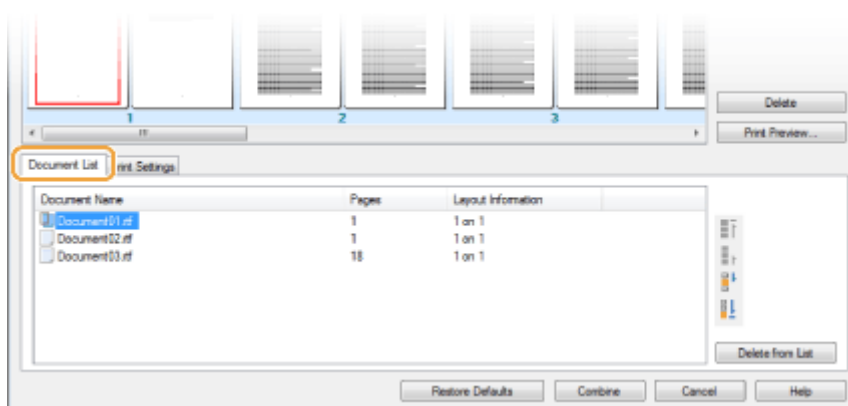 Delete
1 2 3
Print Preview...
Document List rint Settings
Document Name Pages Layout Information
Document01.rtf 1 1 on 1
Document02.rtf 1 1 on 1
Document03.rtf 18 1 on 1
Delete from List
Restore Defaults Combine Cancel Help